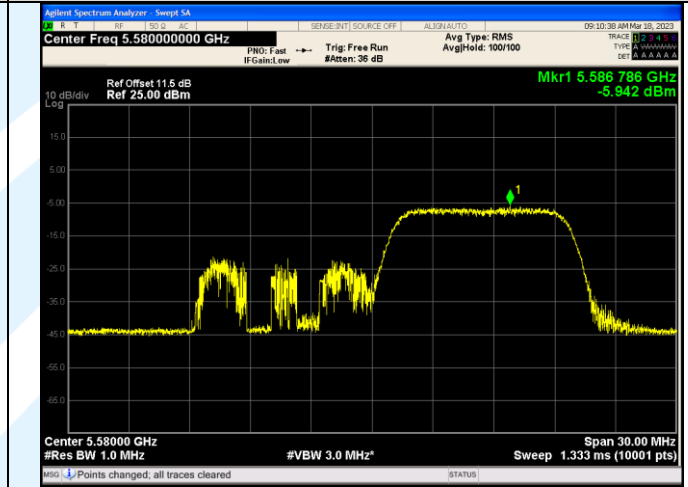 Agilent Spectrum Analyzer - Swept SA
R T RF 50 Ω AC SENSE:INT SOURCE OFF ALIGN AUTO 09:10:38 AM Mar 18, 2023
Center Freq 5.580000000 GHz
PNO: Fast
IFGain:Low
Trig: Free Run
#Atten: 36 dB
Avg Type: RMS
Avg|Hold: 100/100
TRACE 1 2 3 4 5 6
TYPE A WWWWW
DET A A A A A A
Mkr1 5.586 786 GHz
-5.942 dBm
Ref Offset 11.5 dB
10 dB/div Ref 25.00 dBm
Log
15.0
5.00
-5.00
-15.0
-25.0
-35.0
-45.0
-55.0
-65.0
1
Center 5.58000 GHz Span 30.00 MHz
#Res BW 1.0 MHz #VBW 3.0 MHz* Sweep 1.333 ms (10001 pts)
MSG Points changed; all traces cleared STATUS